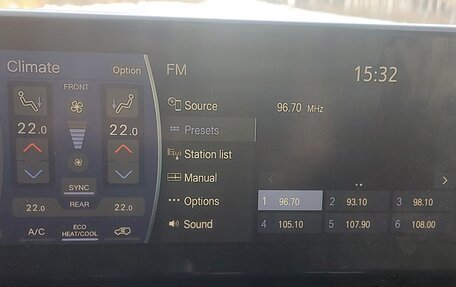 Climate
Option
FRONT
22.0
22.0
SYNC
22.0 REAR 22.0
A/C
ECO
HEAT/COOL
FM
15:32
Source
Presets
Station list
Manual
Options
Sound
96.70 MHz
1 96.70 2 93.10 3 98.10
4 105.10 5 107.90 6 108.00